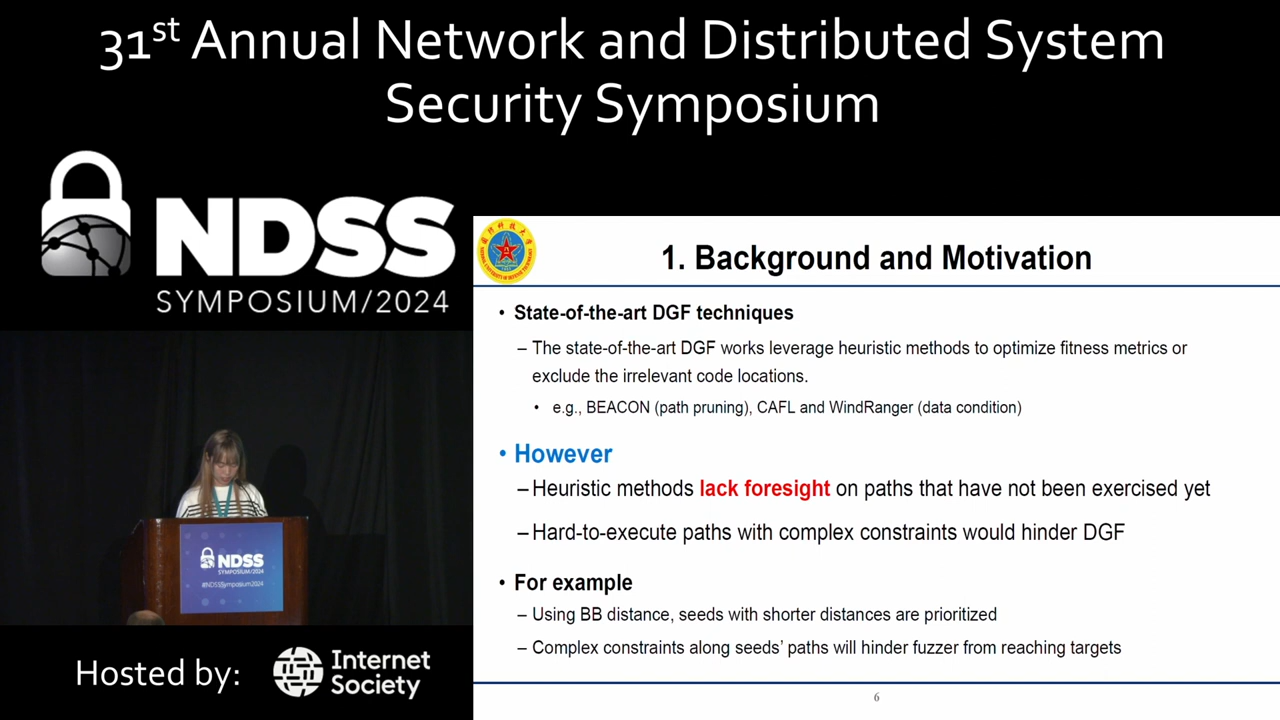 31st Annual Network and Distributed System
Security Symposium
NDSS
SYMPOSIUM/2024
1. Background and Motivation
• State-of-the-art DGF techniques
– The state-of-the-art DGF works leverage heuristic methods to optimize fitness metrics or
exclude the irrelevant code locations.
• e.g., BEACON (path pruning), CAFL and WindRanger (data condition)
• However
– Heuristic methods lack foresight on paths that have not been exercised yet
– Hard-to-execute paths with complex constraints would hinder DGF
• For example
– Using BB distance, seeds with shorter distances are prioritized
– Complex constraints along seeds' paths will hinder fuzzer from reaching targets
6
NDSS
SYMPOSIUM/2024
#NDSSSymposium2024
Hosted by:
Internet
Society